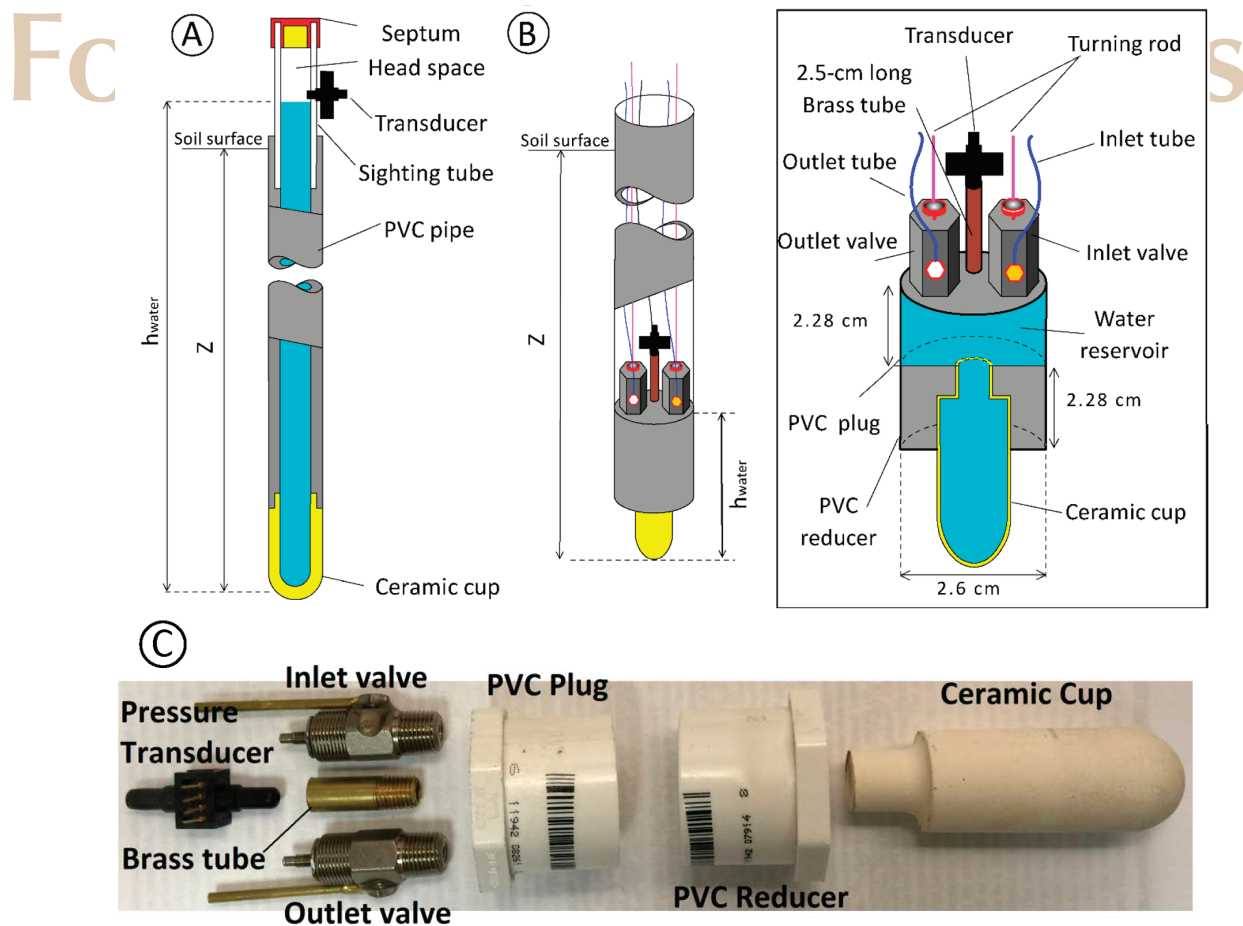 Fo
s
A
Septum
Head space
Transducer
Soil surface
Sighting tube
PVC pipe
hwater
Z
Ceramic cup
B
Soil surface
Z
hwater
Transducer
Turning rod
2.5-cm long
Brass tube
Inlet tube
Outlet tube
Outlet valve
Inlet valve
2.28 cm
Water
reservoir
2.28 cm
PVC plug
PVC
reducer
Ceramic cup
2.6 cm
C
Inlet valve
PVC Plug
Ceramic Cup
Pressure
Transducer
Brass tube
Outlet valve
PVC Reducer